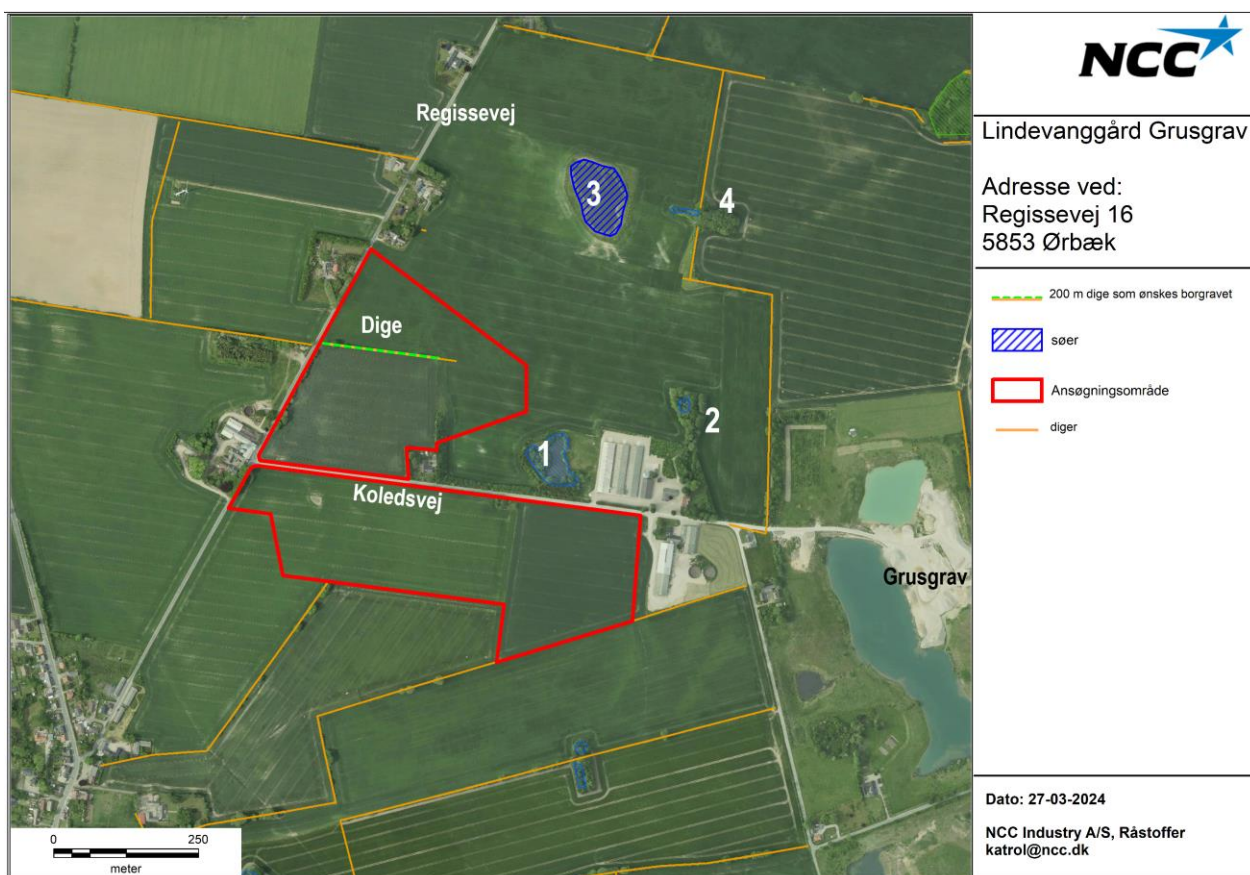 Regissevej
3
4
Dige
2
1
Koledsvej
Grusgrav
0 250
meter
NCC
Lindevanggård Grusgrav
Adresse ved:
Regissevej 16
5853 Ørbæk
200 m dige som ønskes borgravet
søer
Ansøgningsområde
diger
Dato: 27-03-2024
NCC Industry A/S, Råstoffer
katrol@ncc.dk